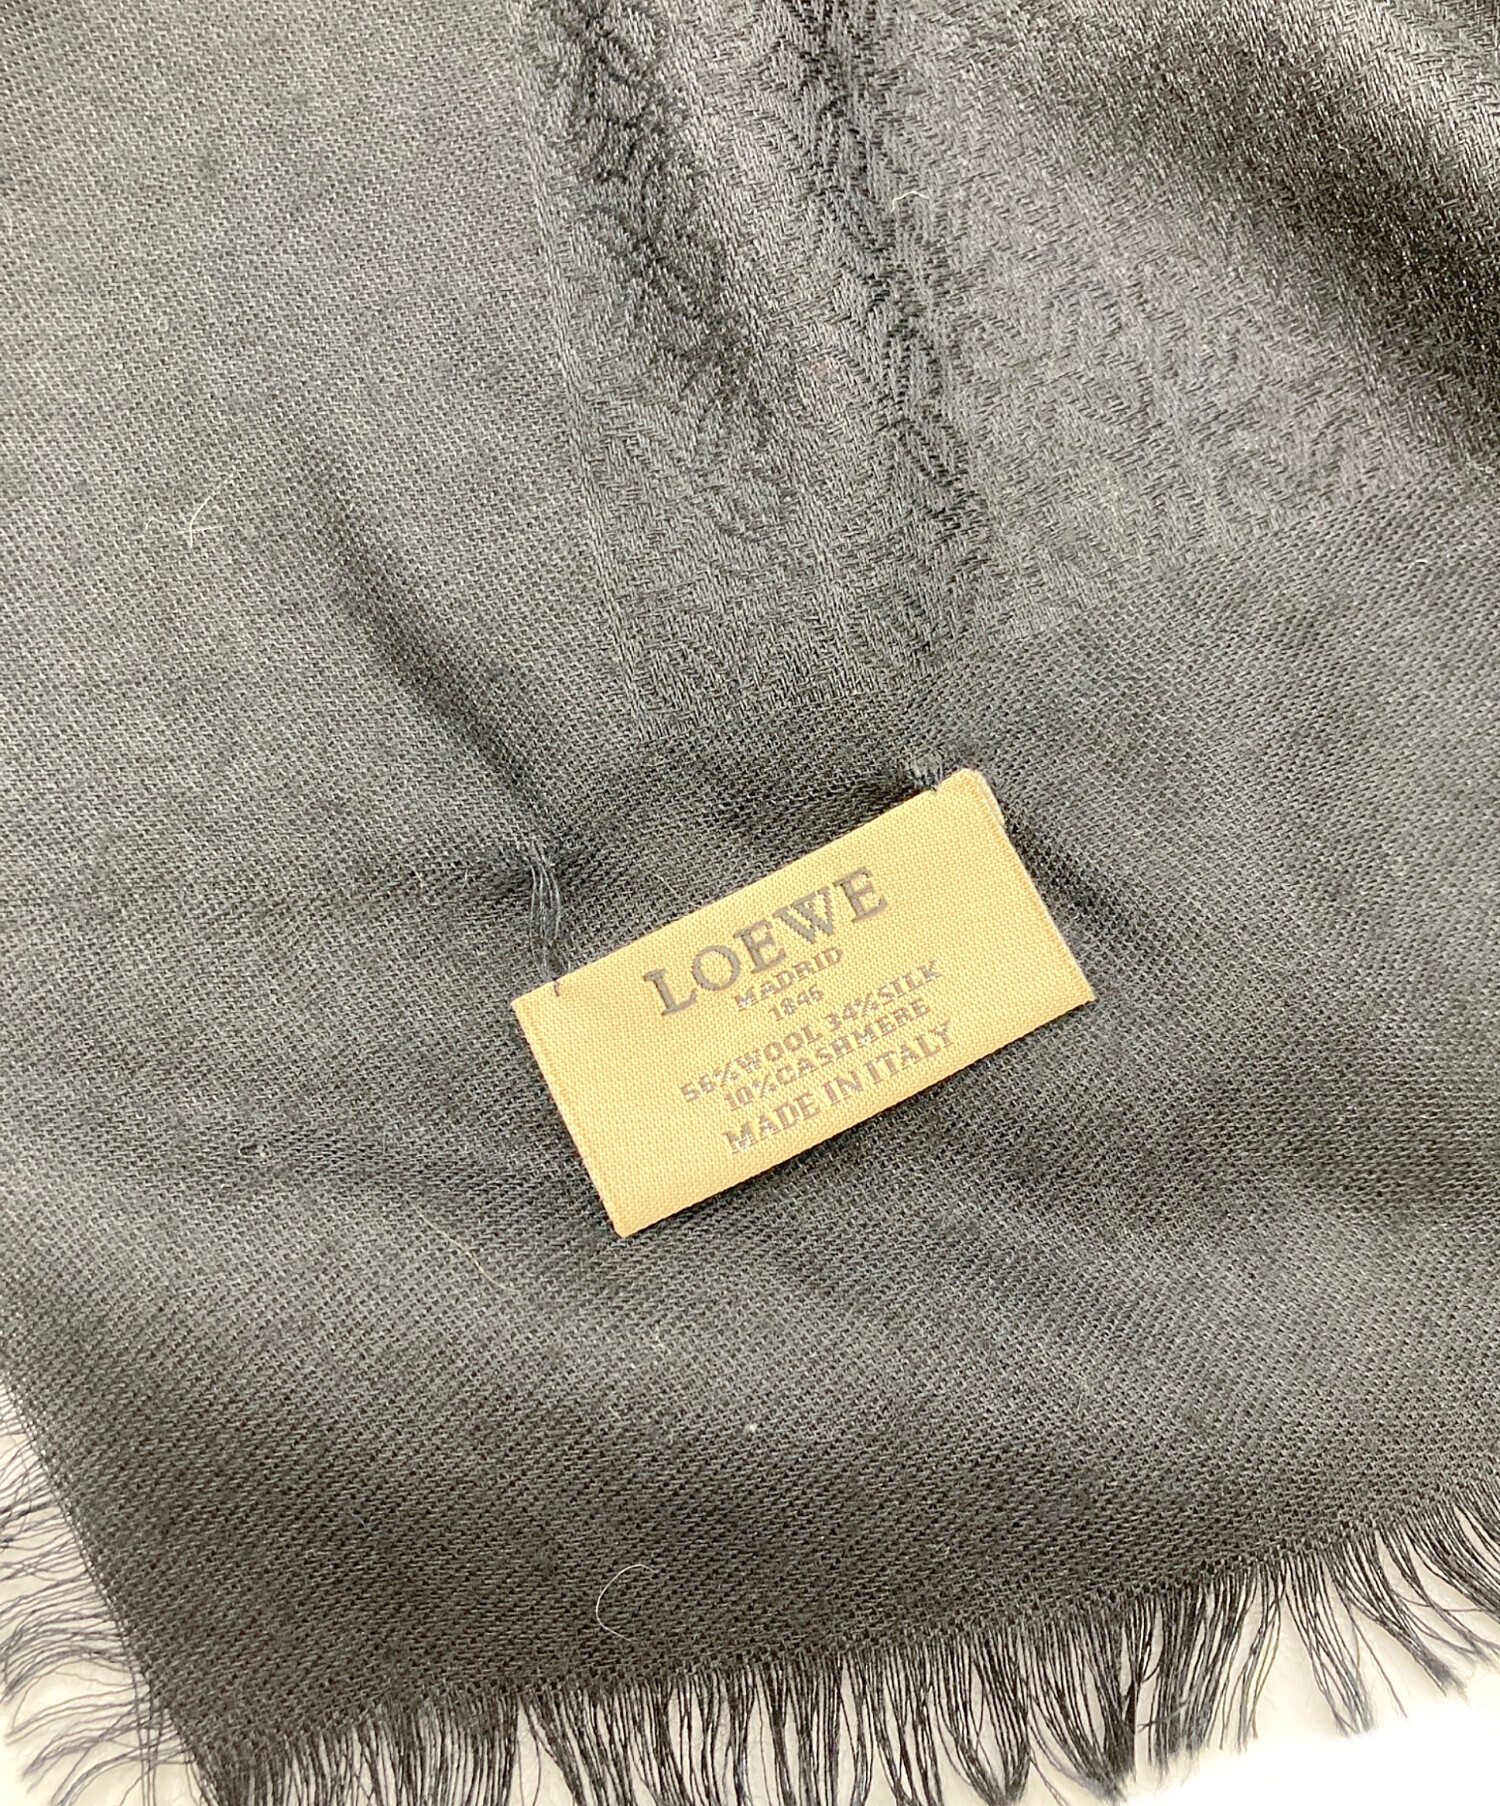 LOEWE
MADRID
1846
56%WOOL 34%SILK
10%CASHMERE
MADE IN ITALY